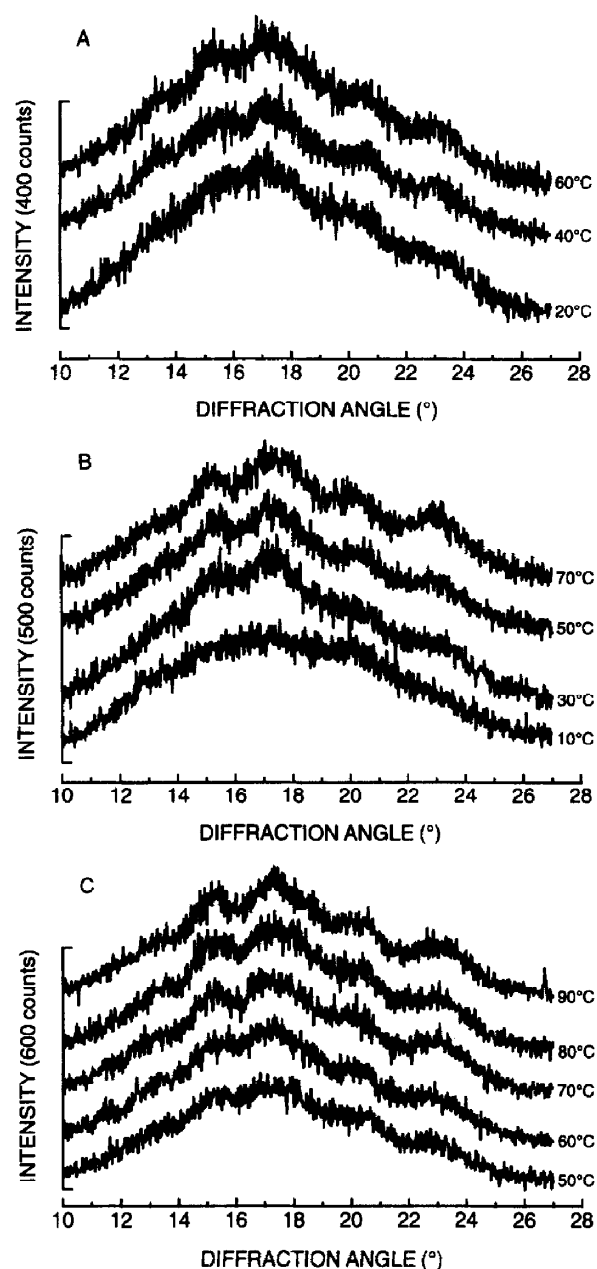 A
INTENSITY (400 counts)
60°C
40°C
20°C
10 12 14 16 18 20 22 24 26 28
DIFFRACTION ANGLE (°)
B
INTENSITY (500 counts)
70°C
50°C
30°C
10°C
10 12 14 16 18 20 22 24 26 28
DIFFRACTION ANGLE (°)
C
INTENSITY (600 counts)
90°C
80°C
70°C
60°C
50°C
10 12 14 16 18 20 22 24 26 28
DIFFRACTION ANGLE (°)